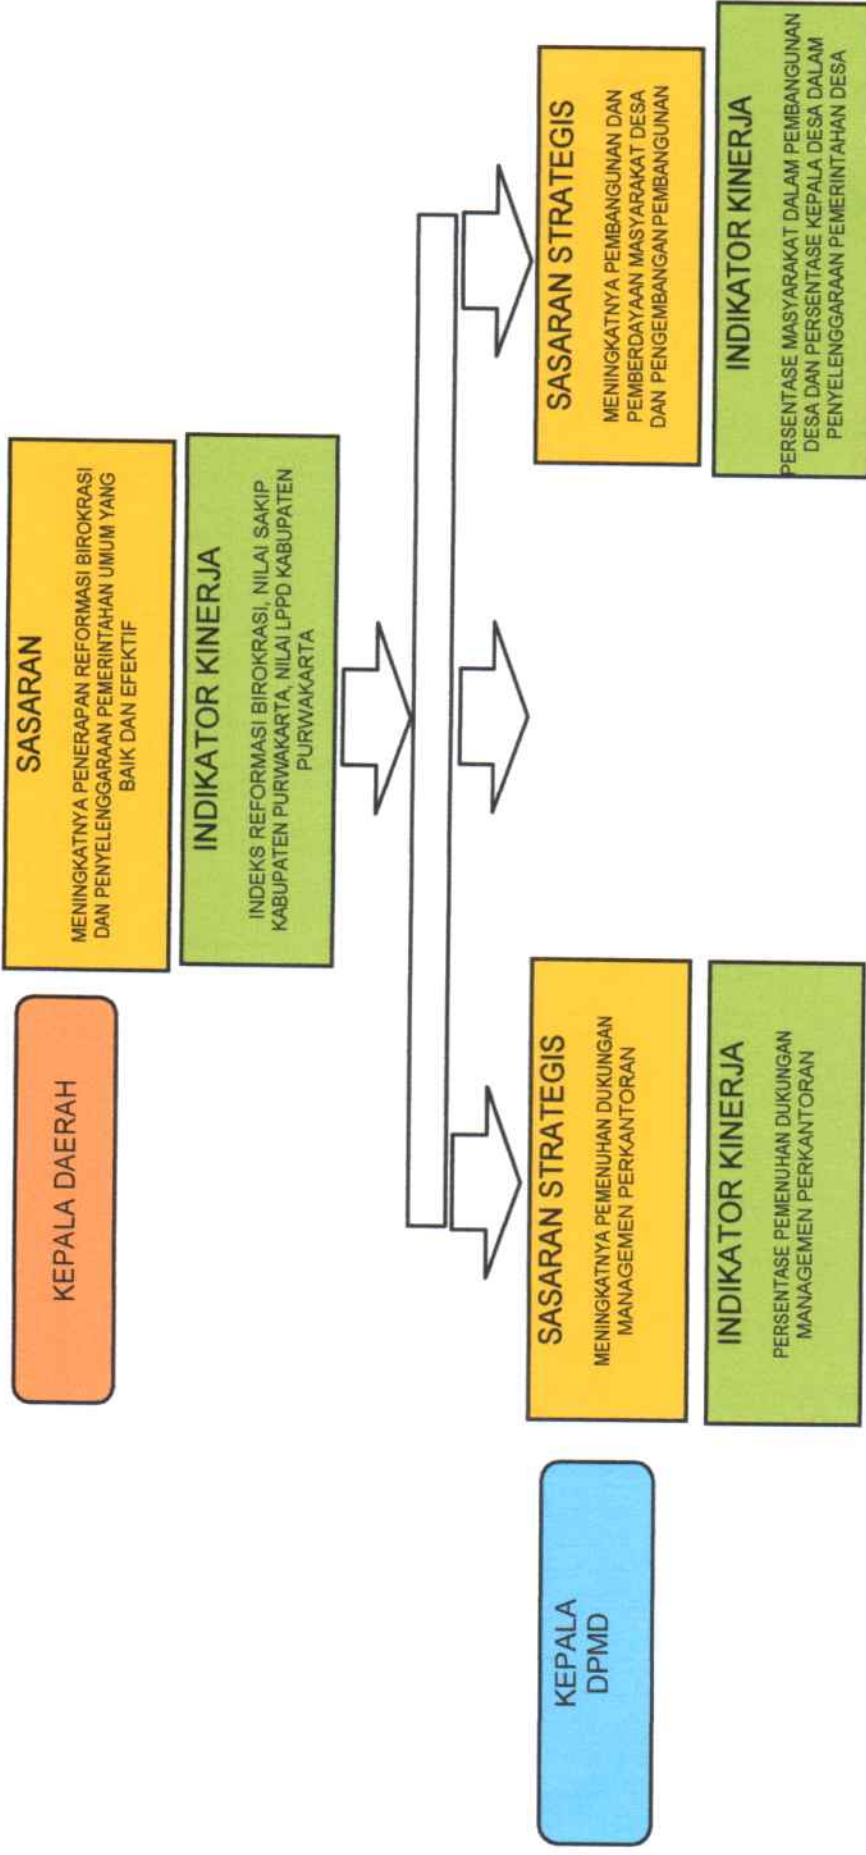 KEPALA DAERAH
SASARAN
MENINGKATNYA PENERAPAN REFORMASI BIROKRASI
DAN PENYELENGGARAAN PEMERINTAHAN UMUM YANG
BAIK DAN EFEKTIF
INDIKATOR KINERJA
INDEKS REFORMASI BIROKRASI, NILAI SAKIP
KABUPATEN PURWAKARTA, NILAI LPPD KABUPATEN
PURWAKARTA
KEPALA
DPMD
SASARAN STRATEGIS
MENINGKATNYA PEMENUHAN DUKUNGAN
MANAGEMEN PERKANTORAN
INDIKATOR KINERJA
PERSENTASE PEMENUHAN DUKUNGAN
MANAGEMEN PERKANTORAN
SASARAN STRATEGIS
MENINGKATNYA PEMBANGUNAN DAN
PEMBERDAYAAN MASYARAKAT DESA
DAN PENGEMBANGAN PEMBANGUNAN
INDIKATOR KINERJA
PERSENTASE MASYARAKAT DALAM PEMBANGUNAN
DESA DAN PERSENTASE KEPALA DESA DALAM
PENYELENGGARAAN PEMERINTAHAN DESA